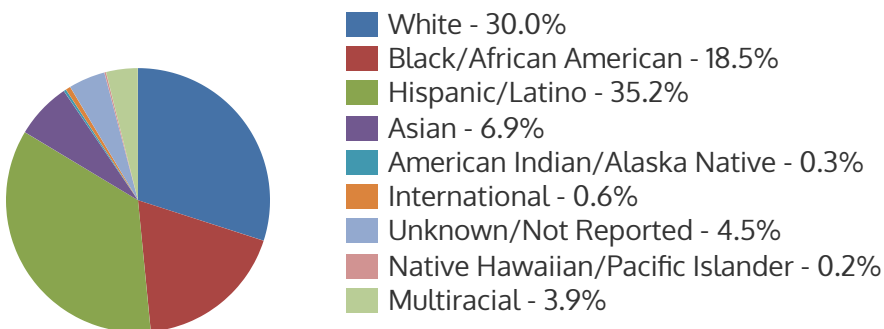 White - 30.0%
Black/African American - 18.5%
Hispanic/Latino - 35.2%
Asian - 6.9%
American Indian/Alaska Native - 0.3%
International - 0.6%
Unknown/Not Reported - 4.5%
Native Hawaiian/Pacific Islander - 0.2%
Multiracial - 3.9%